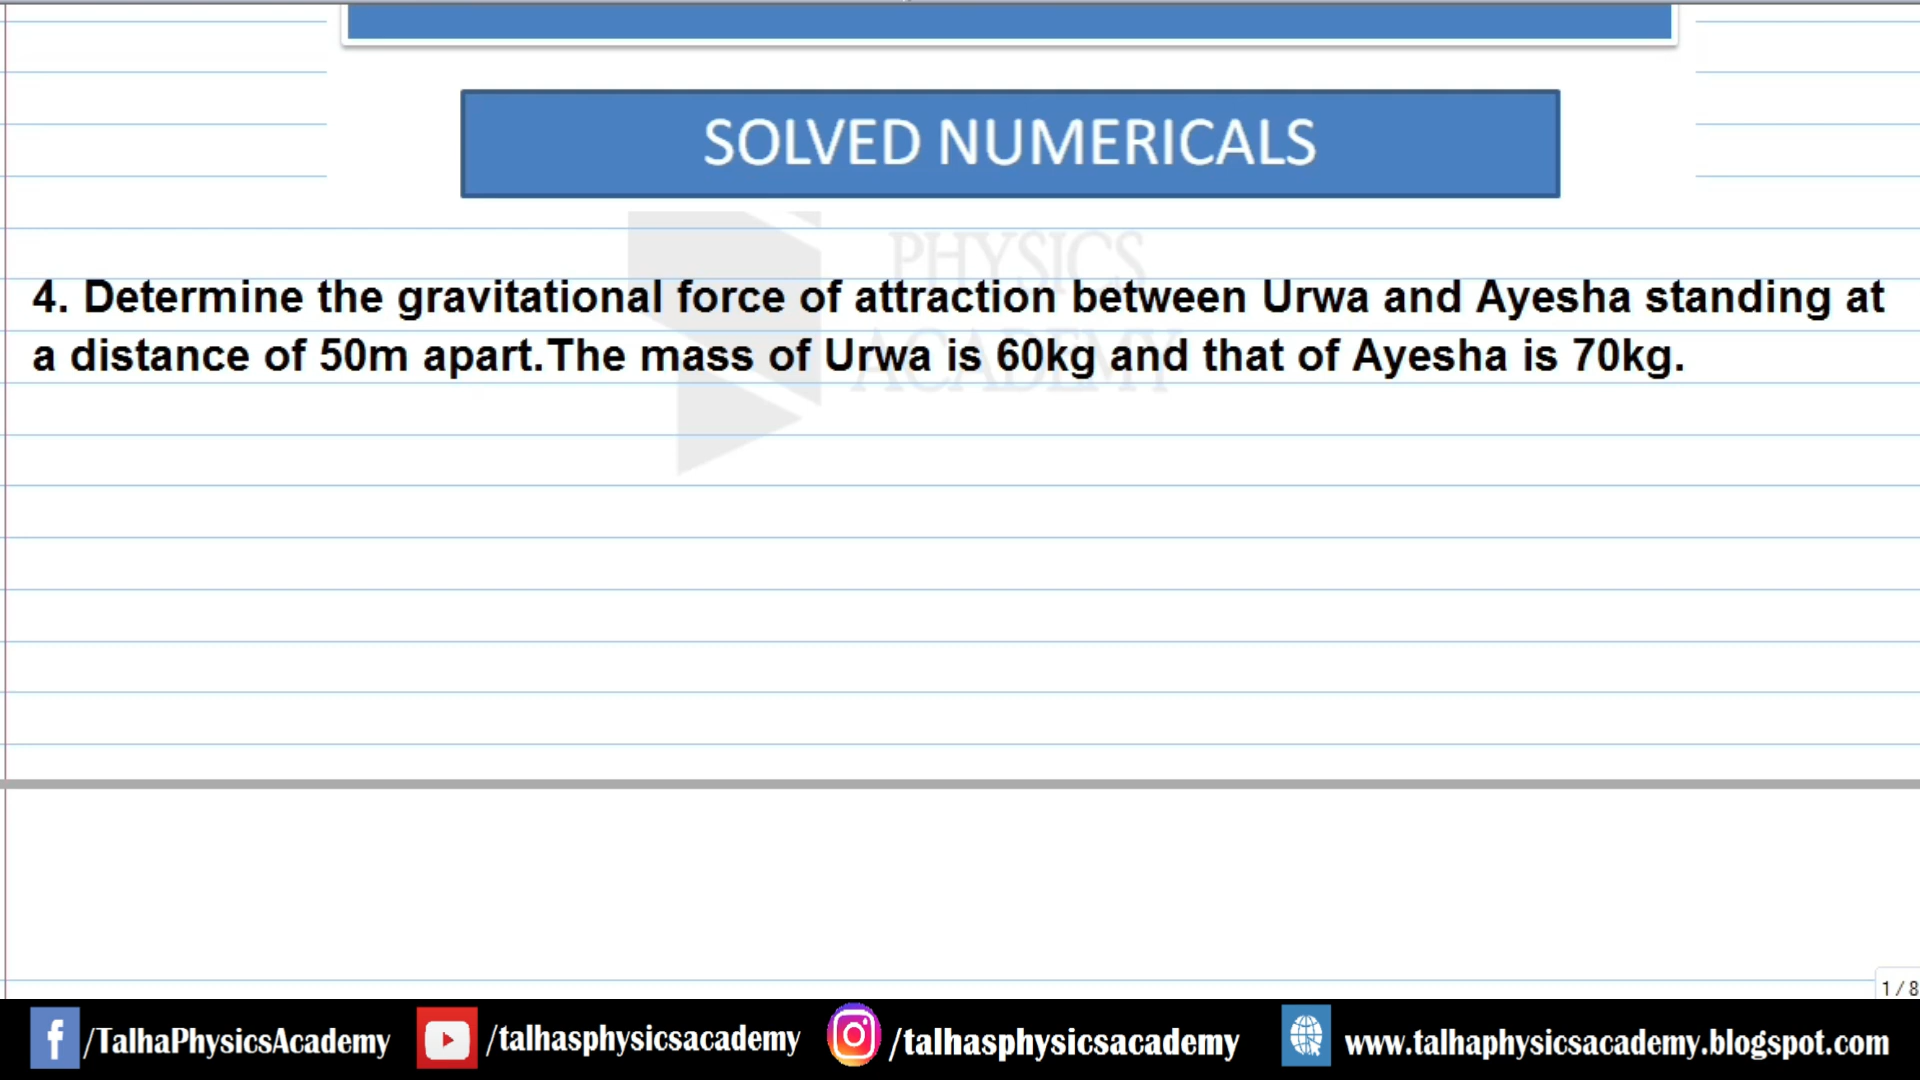 SOLVED NUMERICALS
PHYSICS
ACADEMY
4. Determine the gravitational force of attraction between Urwa and Ayesha standing at
a distance of 50m apart.The mass of Urwa is 60kg and that of Ayesha is 70kg.
1 / 8
/TalhaPhysicsAcademy /talhasphysicsacademy /talhasphysicsacademy www.talhaphysicsacademy.blogspot.com